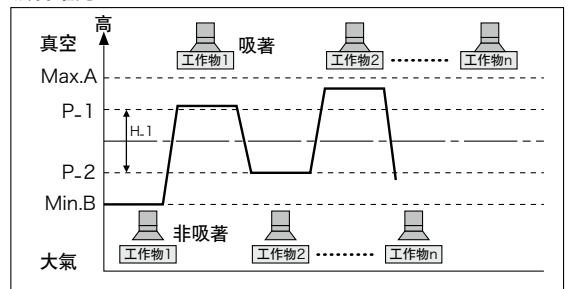 高
真空
工作物1 吸著 工作物2 工作物n
Max.A
P_1
H_1
P_2
Min.B
工作物1 非吸著 工作物2 工作物n
大氣